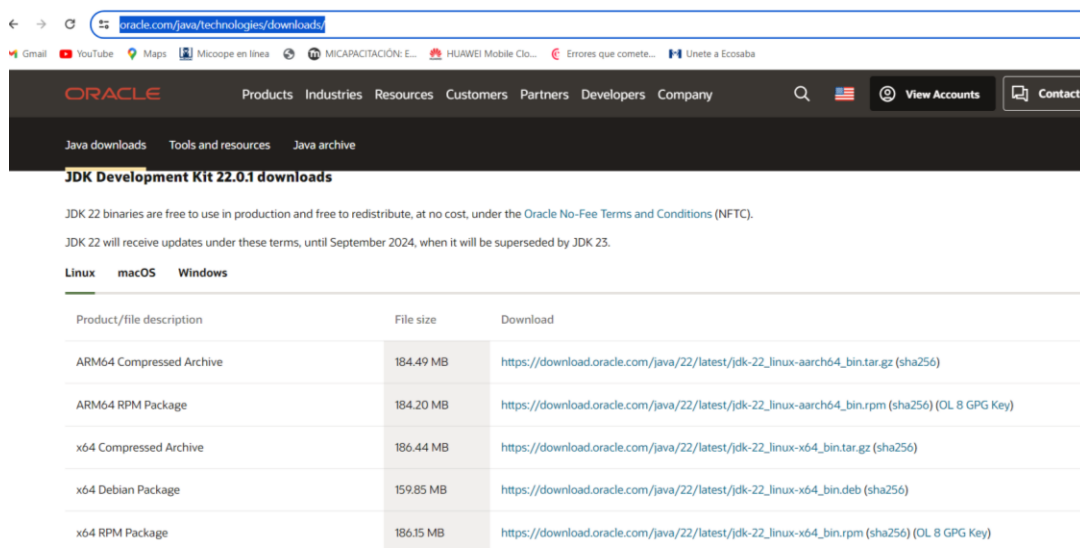 oracle.com/java/technologies/downloads/
Gmail YouTube Maps Micoope en línea MICAPACITACIÓN: E... HUAWEI Mobile Clo... Errores que comete... Unete a Ecosaba
ORACLE Products Industries Resources Customers Partners Developers Company View Accounts Contact
Java downloads Tools and resources Java archive
JDK Development Kit 22.0.1 downloads
JDK 22 binaries are free to use in production and free to redistribute, at no cost, under the Oracle No-Fee Terms and Conditions (NFTC).
JDK 22 will receive updates under these terms, until September 2024, when it will be superseded by JDK 23.
Linux macOS Windows
Product/file description File size Download
ARM64 Compressed Archive 184.49 MB https://download.oracle.com/java/22/latest/jdk-22_linux-aarch64_bin.tar.gz (sha256)
ARM64 RPM Package 184.20 MB https://download.oracle.com/java/22/latest/jdk-22_linux-aarch64_bin.rpm (sha256) (OL 8 GPG Key)
x64 Compressed Archive 186.44 MB https://download.oracle.com/java/22/latest/jdk-22_linux-x64_bin.tar.gz (sha256)
x64 Debian Package 159.85 MB https://download.oracle.com/java/22/latest/jdk-22_linux-x64_bin.deb (sha256)
x64 RPM Package 186.15 MB https://download.oracle.com/java/22/latest/jdk-22_linux-x64_bin.rpm (sha256) (OL 8 GPG Key)